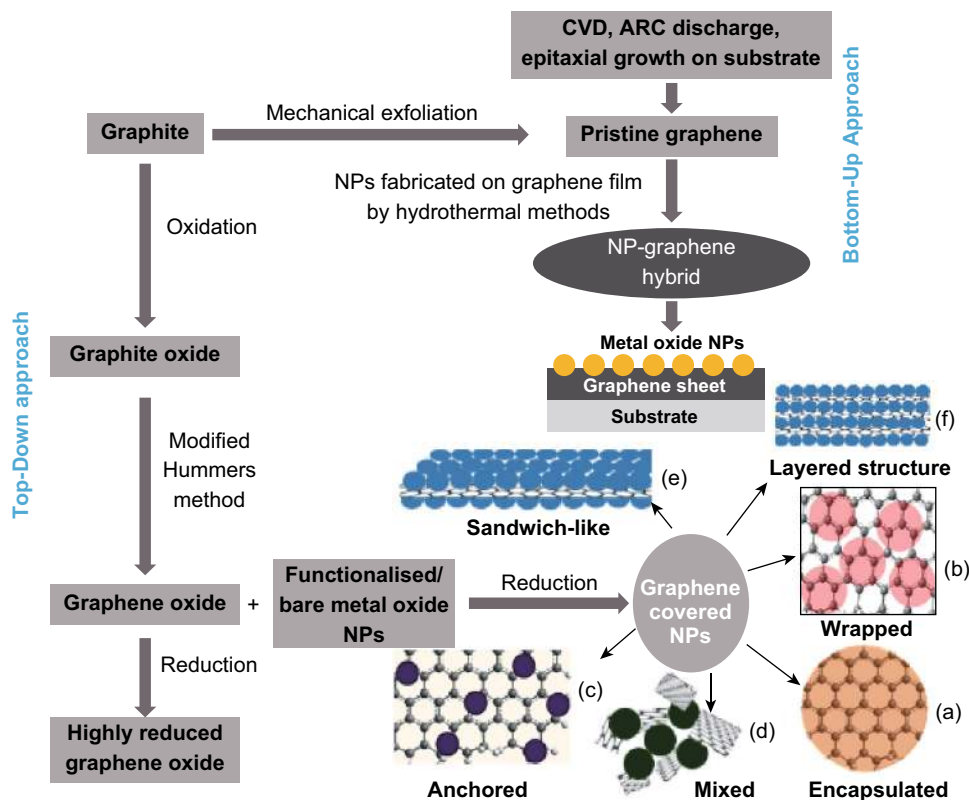 CVD, ARC discharge,
epitaxial growth on substrate
Bottom-Up Approach
Graphite
Mechanical exfoliation
Pristine graphene
NPs fabricated on graphene film
by hydrothermal methods
Oxidation
NP-graphene
hybrid
Top-Down approach
Graphite oxide
Metal oxide NPs
Graphene sheet
Substrate
(f)
Layered structure
Modified
Hummers
method
(e)
Sandwich-like
(b)
Wrapped
Graphene oxide
+
Functionalised/
bare metal oxide
NPs
Reduction
Graphene
covered
NPs
Reduction
Highly reduced
graphene oxide
(c)
Anchored
(d)
Mixed
(a)
Encapsulated